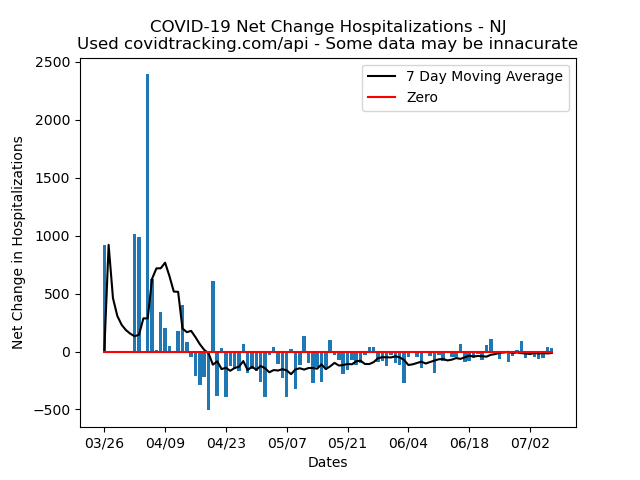 COVID-19 Net Change Hospitalizations - NJ
Used covidtracking.com/api - Some data may be innacurate
7 Day Moving Average
Zero
Net Change in Hospitalizations
2500
2000
1500
1000
500
0
−500
03/26 04/09 04/23 05/07 05/21 06/04 06/18 07/02
Dates